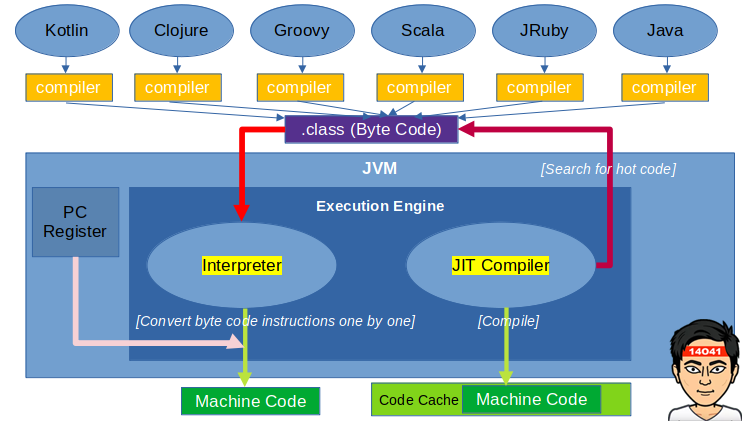 Kotlin
Clojure
Groovy
Scala
JRuby
Java
compiler
compiler
compiler
compiler
compiler
compiler
.class (Byte Code)
JVM
[Search for hot code]
PC
Register
Execution Engine
Interpreter
JIT Compiler
[Convert byte code instructions one by one]
[Compile]
14041
Machine Code
Code Cache
Machine Code